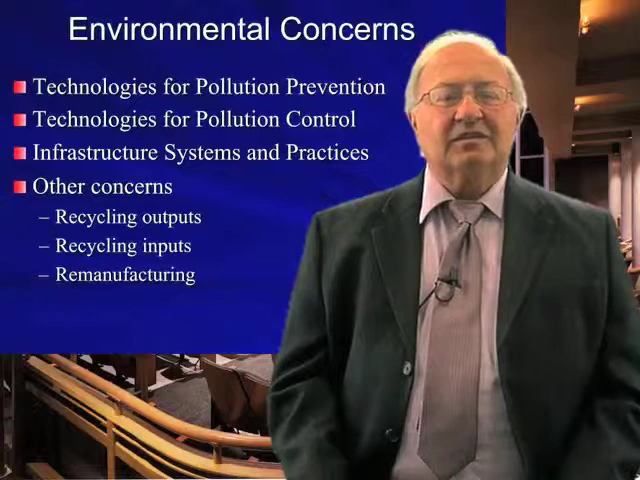 Environmental Concerns
Technologies for Pollution Prevention
Technologies for Pollution Control
Infrastructure Systems and Practices
Other concerns
– Recycling outputs
– Recycling inputs
– Remanufacturing